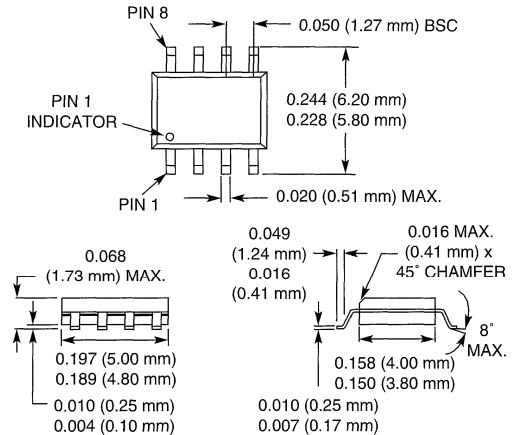 PIN 8
0.050 (1.27 mm) BSC
PIN 1
INDICATOR
0.244 (6.20 mm)
0.228 (5.80 mm)
PIN 1
0.020 (0.51 mm) MAX.
0.068
(1.73 mm) MAX.
0.197 (5.00 mm)
0.189 (4.80 mm)
0.010 (0.25 mm)
0.004 (0.10 mm)
0.049
(1.24 mm)
0.016
(0.41 mm)
0.016 MAX.
(0.41 mm) x
45° CHAMFER
8°
MAX.
0.158 (4.00 mm)
0.150 (3.80 mm)
0.010 (0.25 mm)
0.007 (0.17 mm)